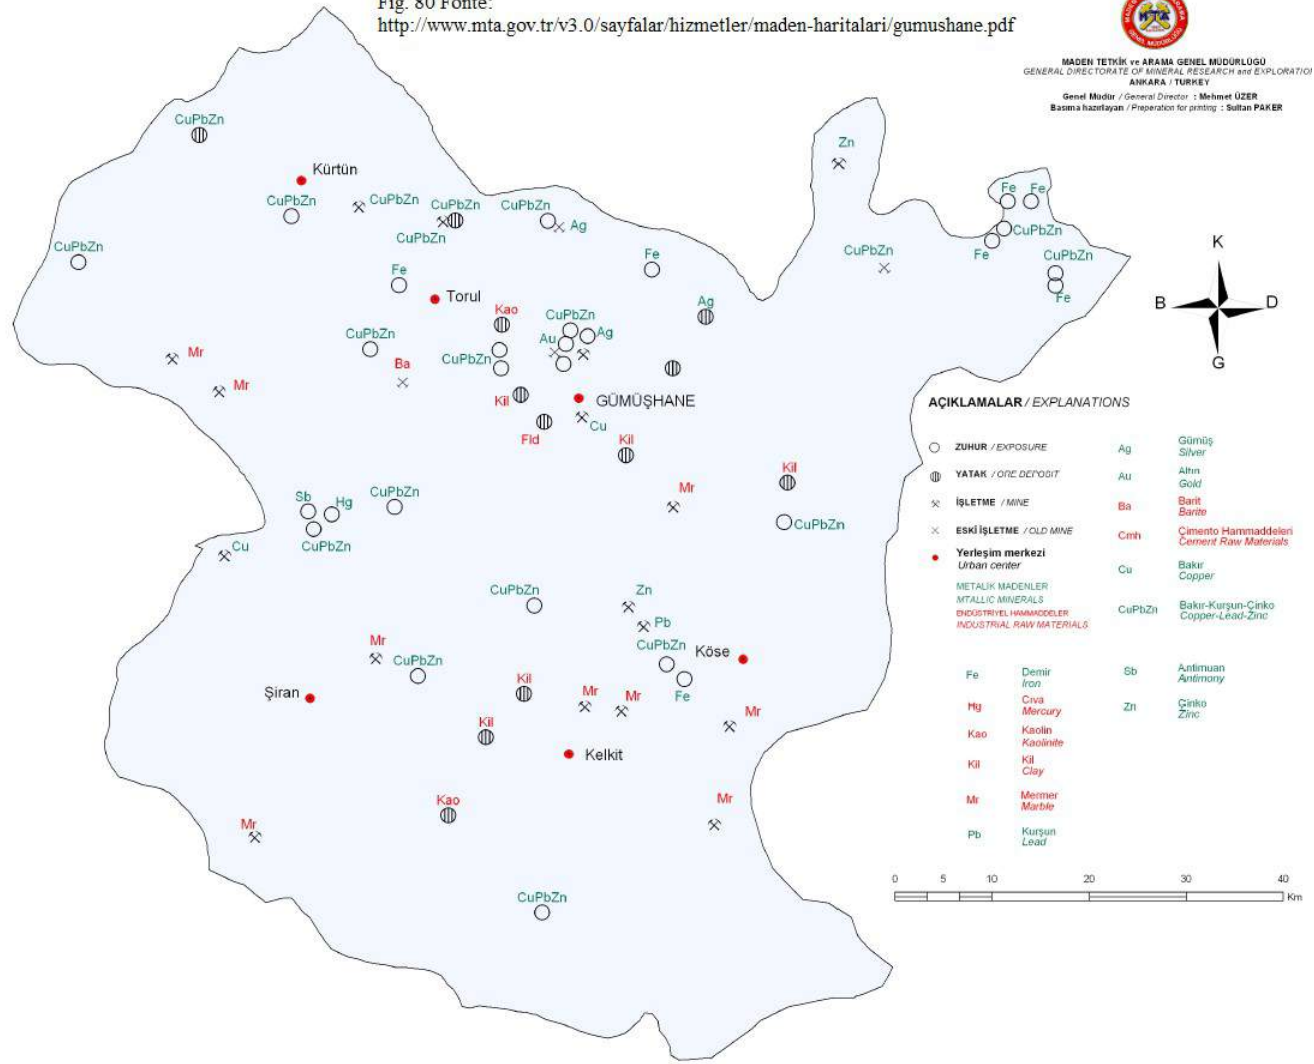 Fig. 80 Fonte:
http://www.mta.gov.tr/v3.0/sayfalar/hizmetler/maden-haritalari/gumushane.pdf
MTA
MADEN TETKİK ve ARAMA GENEL MÜDÜRLÜĞÜ
GENERAL DIRECTORATE OF MINERAL RESEARCH and EXPLORATION
ANKARA / TURKEY
Genel Müdür / General Director : Mehmet ÜZER
Basıma hazırlayan / Preperation for printing : Sultan PAKER
CuPbZn
Zn
Kürtün
Fe Fe
CuPbZn
CuPbZn
CuPbZn
CuPbZn
CuPbZn
Ag
CuPbZn
CuPbZn
CuPbZn
Fe
Fe
CuPbZn
Fe
Fe
K
B D
G
Torul
Ag
Kao
CuPbZn
Au
Ag
CuPbZn
CuPbZn
Mr
Ba
Mr
Kil
GÜMÜŞHANE
Cu
Fld
Kil
Kil
Mr
CuPbZn
Sb
Hg
CuPbZn
CuPbZn
Cu
CuPbZn
Zn
Pb
CuPbZn
Köse
Fe
Mr
CuPbZn
Şiran
Kil
Mr
Mr
Mr
Kil
Kelkit
Kao
Mr
Mr
CuPbZn
AÇIKLAMALAR / EXPLANATIONS
ZUHUR / EXPOSURE
YATAK / ORE DEPOSIT
İŞLETME / MINE
ESKİ İŞLETME / OLD MINE
Yerleşim merkezi
Urban center
METALİK MADENLER
MTALLIC MINERALS
ENDÜSTRİYEL HAMMADDELER
INDUSTRIAL RAW MATERIALS
Ag Gümüş
Silver
Au Altın
Gold
Ba Barit
Barite
Cmh Çimento Hammaddeleri
Cement Raw Materials
Cu Bakır
Copper
CuPbZn Bakır-Kurşun-Çinko
Copper-Lead-Zinc
Fe Demir
Iron
Hg Cıva
Mercury
Kao Kaolin
Kaolinite
Kil Kil
Clay
Mr Mermer
Marble
Pb Kurşun
Lead
Sb Antimuan
Antimony
Zn Çinko
Zinc
0 5 10 20 30 40
Km